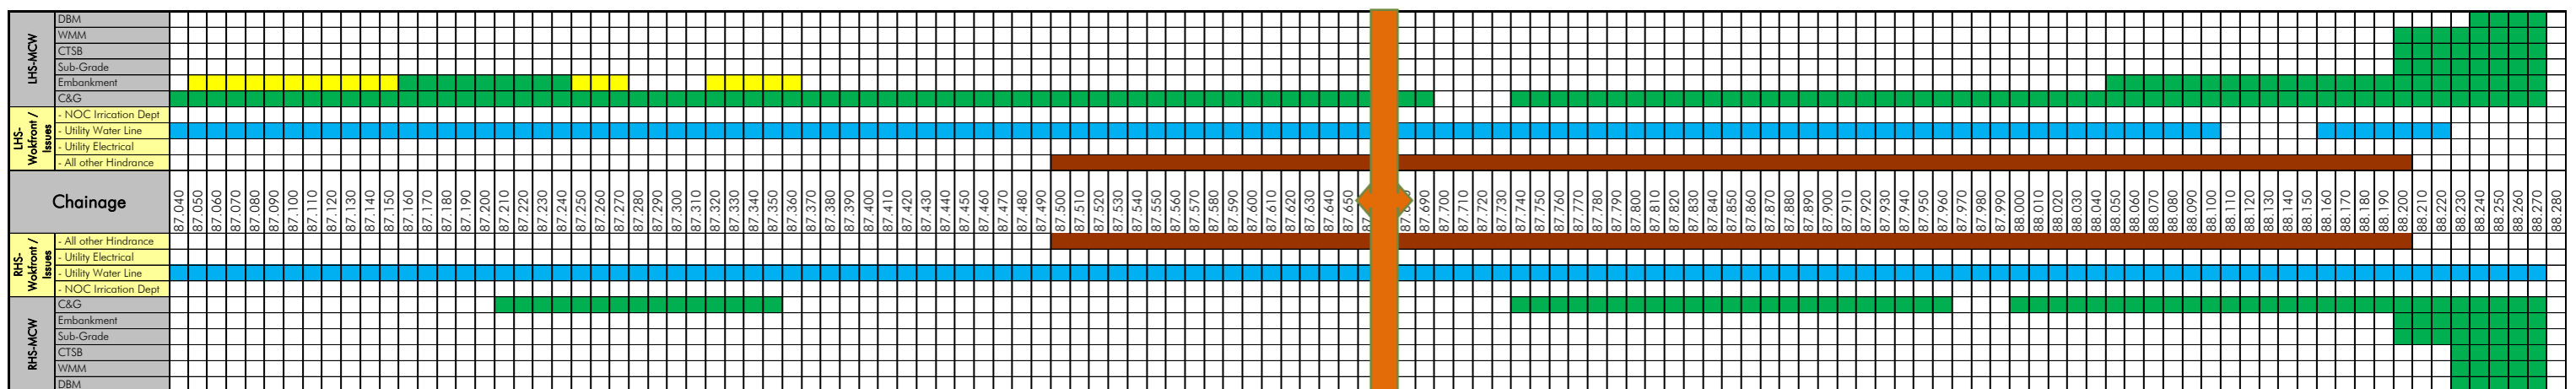 LHS-MCW
DBM
WMM
CTSB
Sub-Grade
Embankment
C&G
LHS-
Wokfront /
Issues
- NOC Irrication Dept
- Utility Water Line
- Utility Electrical
- All other Hindrance
Chainage
87.040 87.050 87.060 87.070 87.080 87.090 87.100 87.110 87.120 87.130 87.140 87.150 87.160 87.170 87.180 87.190 87.200 87.210 87.220 87.230 87.240 87.250 87.260 87.270 87.280 87.290 87.300 87.310 87.320 87.330 87.340 87.350 87.360 87.370 87.380 87.390 87.400 87.410 87.420 87.430 87.440 87.450 87.460 87.470 87.480 87.490 87.500 87.510 87.520 87.530 87.540 87.550 87.560 87.570 87.580 87.590 87.600 87.610 87.620 87.630 87.640 87.650 87.690 87.700 87.710 87.720 87.730 87.740 87.750 87.760 87.770 87.780 87.790 87.800 87.810 87.820 87.830 87.840 87.850 87.860 87.870 87.880 87.890 87.900 87.910 87.920 87.930 87.940 87.950 87.960 87.970 87.980 87.990 88.000 88.010 88.020 88.030 88.040 88.050 88.060 88.070 88.080 88.090 88.100 88.110 88.120 88.130 88.140 88.150 88.160 88.170 88.180 88.190 88.200 88.210 88.220 88.230 88.240 88.250 88.260 88.270 88.280
RHS-
Wokfront /
Issues
- All other Hindrance
- Utility Electrical
- Utility Water Line
- NOC Irrication Dept
RHS-MCW
C&G
Embankment
Sub-Grade
CTSB
WMM
DBM